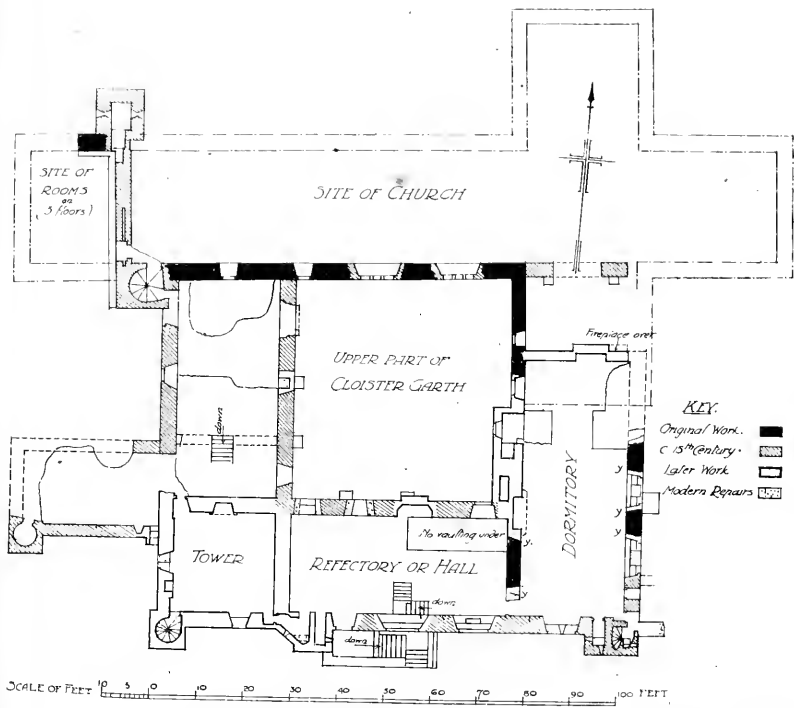 SITE OF
ROOMS
on
3 floors)
SITE OF CHURCH
Fireplace over
UPPER PART OF
CLOISTER GARTH
KEY.
Original Work.
C 15th Century.
Later Work
Modern Repairs
down
DORMITORY
y
y
y
No vaulting under
y.
TOWER
REFECTORY OR HALL
y
down
down
SCALE OF FEET 10 5 0 10 20 30 40 50 60 70 80 90 100 FEET